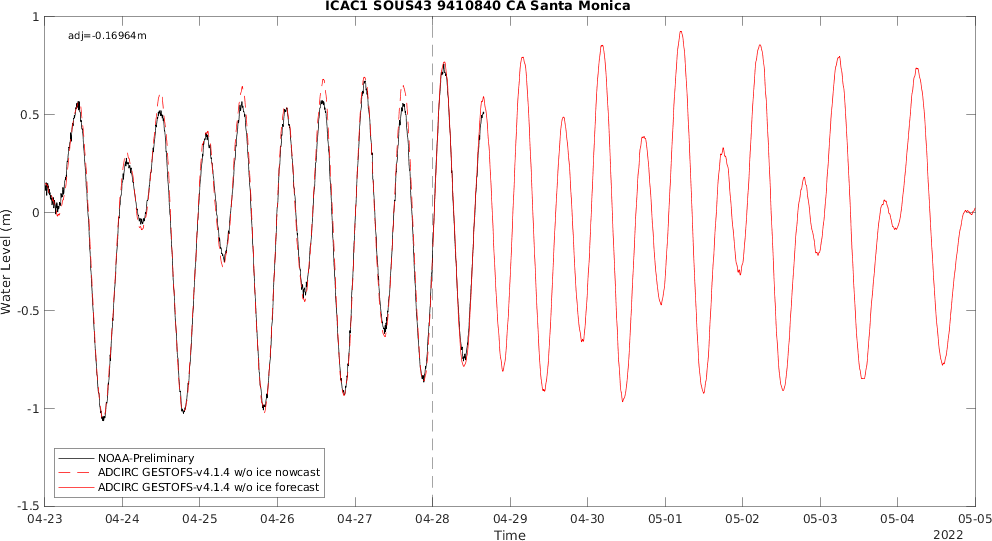 ICAC1 SOUS43 9410840 CA Santa Monica
adj=-0.16964m
1
0.5
0
-0.5
-1
-1.5
Water Level (m)
NOAA-Preliminary
ADCIRC GESTOFS-v4.1.4 w/o ice nowcast
ADCIRC GESTOFS-v4.1.4 w/o ice forecast
04-23 04-24 04-25 04-26 04-27 04-28 04-29 04-30 05-01 05-02 05-03 05-04 05-05
Time
2022